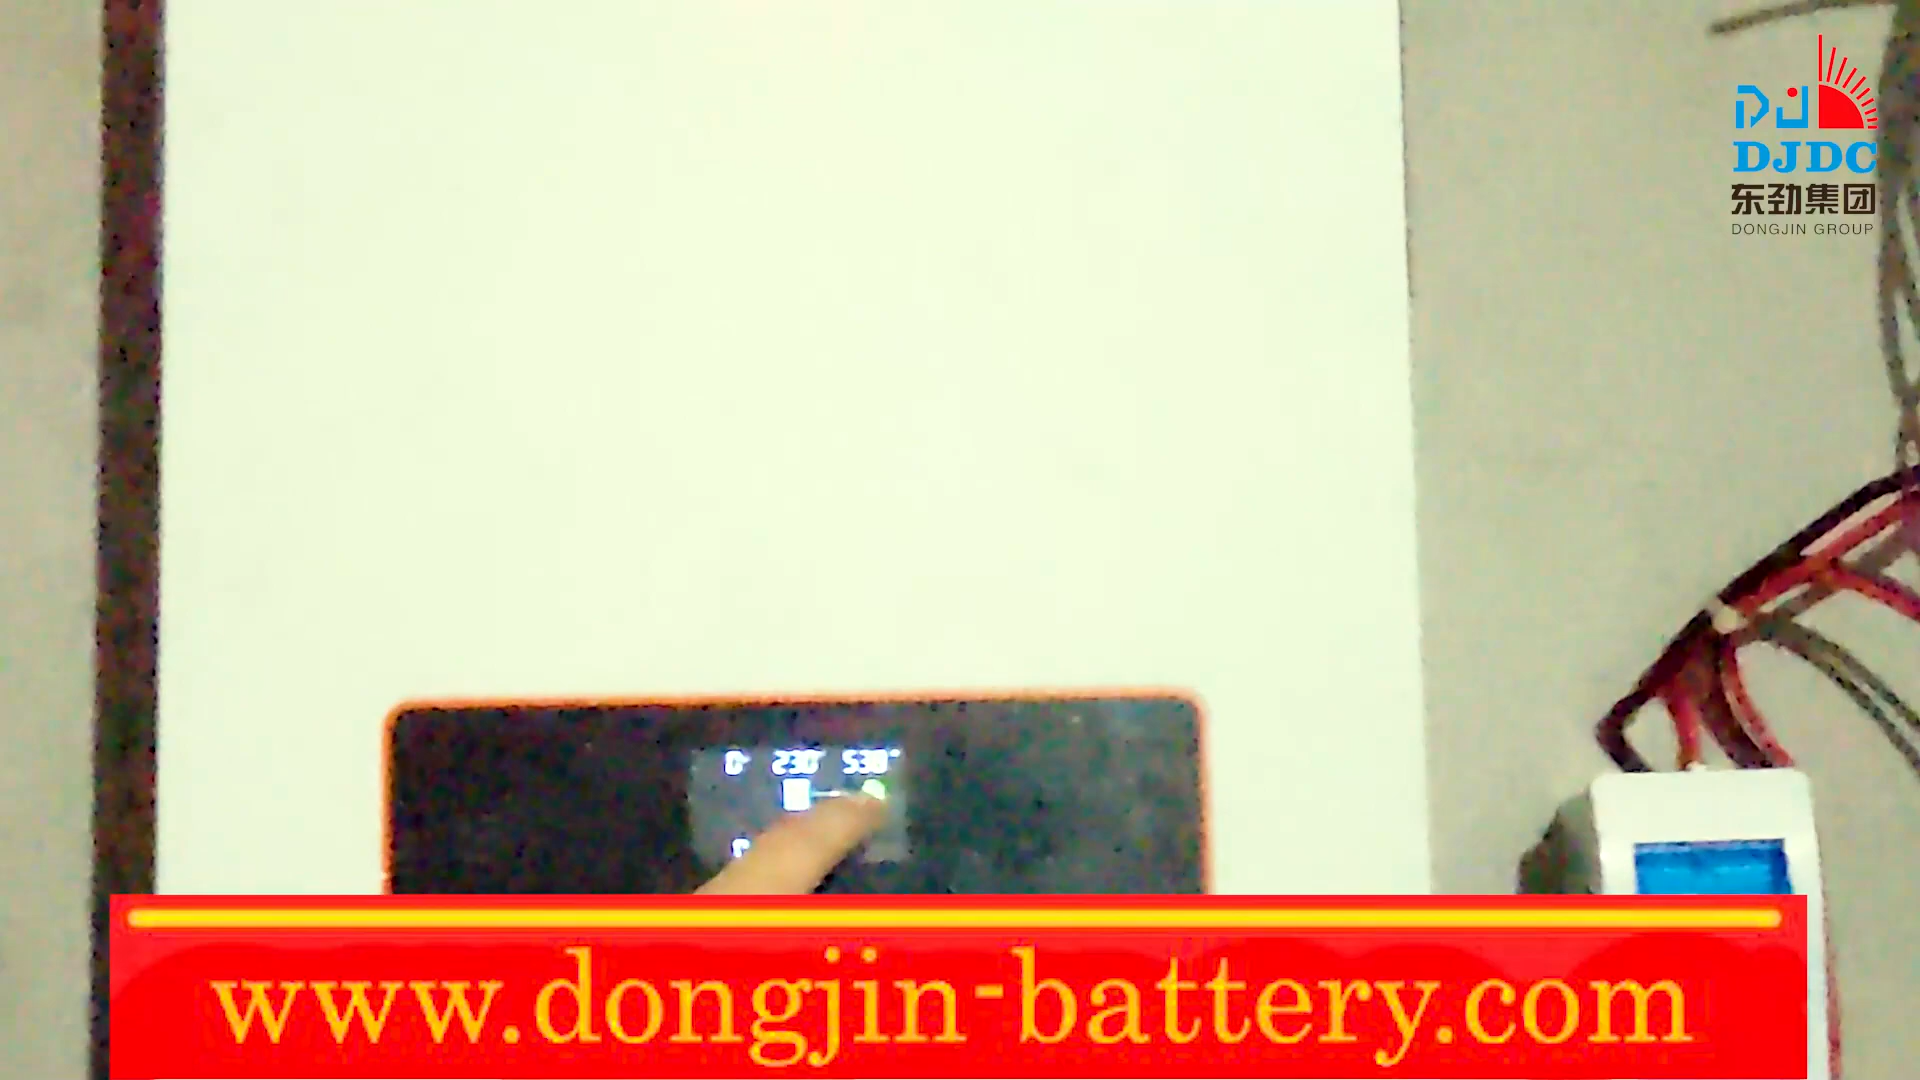 DJ
DJDC
东劲集团
DONGJIN GROUP
0 230 530
www.dongjin-battery.com